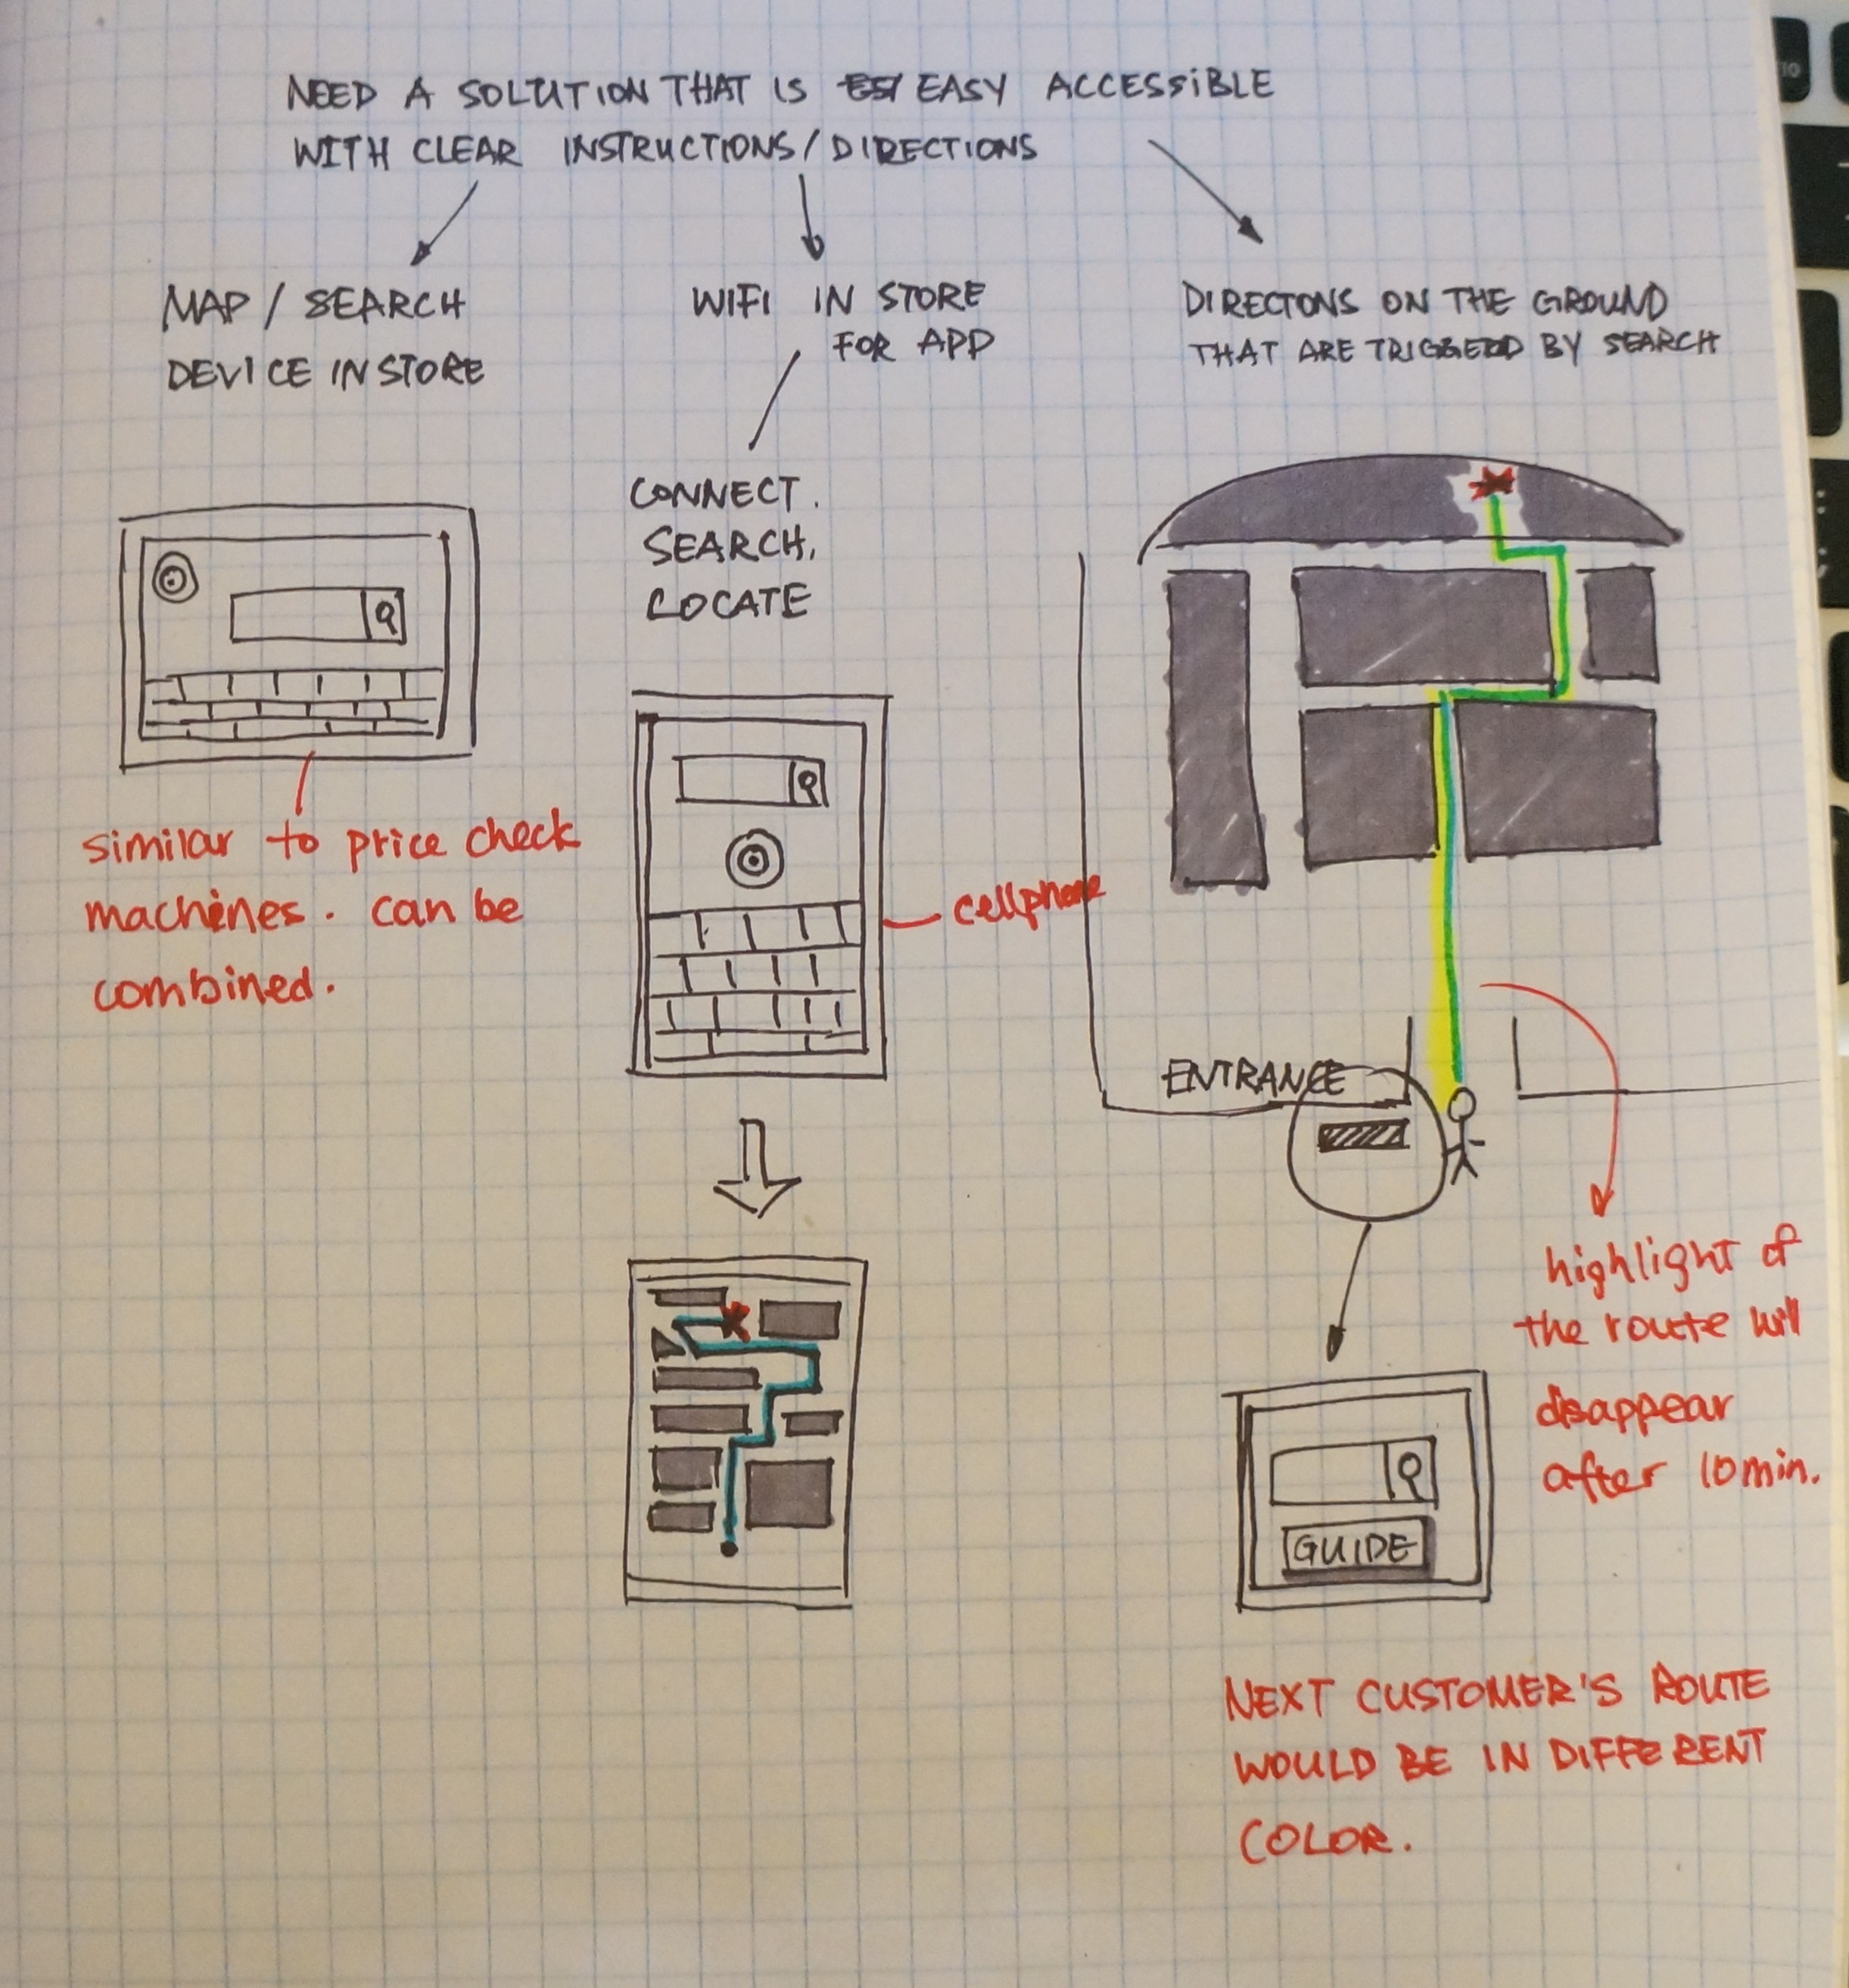 NEED A SOLUTION THAT IS EASY ACCESSIBLE
WITH CLEAR INSTRUCTIONS/DIRECTIONS
MAP / SEARCH
DEVICE IN STORE
similar to price check
machines. can be
combined.
WIFI IN STORE
FOR APP
CONNECT.
SEARCH,
LOCATE
cellphone
DIRECTONS ON THE GROUND
THAT ARE TRIGGERED BY SEARCH
ENTRANCE
highlight of
the route will
disappear
after 10min.
GUIDE
NEXT CUSTOMER'S ROUTE
WOULD BE IN DIFFERENT
COLOR.